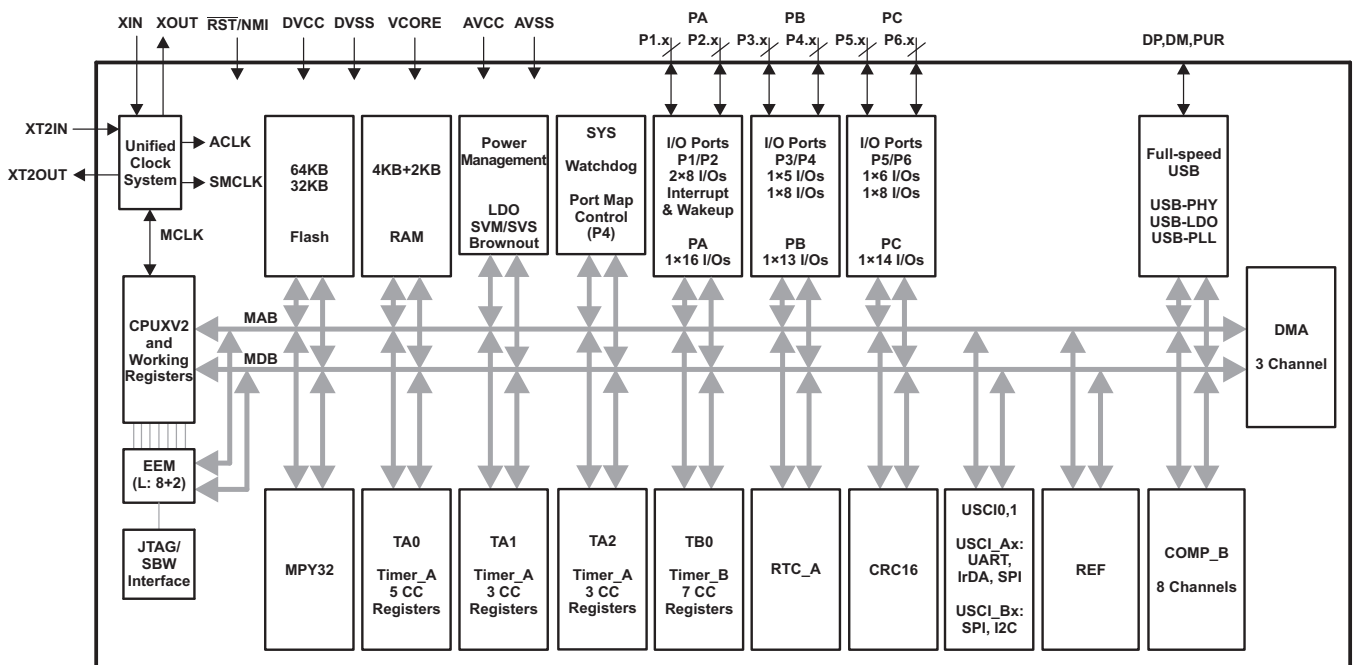 XIN XOUT RST/NMI DVCC DVSS VCORE AVCC AVSS
PA PB PC
P1.x P2.x P3.x P4.x P5.x P6.x
DP,DM,PUR
XT2IN
XT2OUT
Unified
Clock
System
ACLK
SMCLK
MCLK
64KB
32KB
Flash
4KB+2KB
RAM
Power
Management
LDO
SVM/SVS
Brownout
SYS
Watchdog
Port Map
Control
(P4)
I/O Ports
P1/P2
2×8 I/Os
Interrupt
& Wakeup
PA
1×16 I/Os
I/O Ports
P3/P4
1×5 I/Os
1×8 I/Os
PB
1×13 I/Os
I/O Ports
P5/P6
1×6 I/Os
1×8 I/Os
PC
1×14 I/Os
Full-speed
USB
USB-PHY
USB-LDO
USB-PLL
CPUXV2
and
Working
Registers
MAB
MDB
DMA
3 Channel
EEM
(L: 8+2)
JTAG/
SBW
Interface
MPY32
TA0
Timer_A
5 CC
Registers
TA1
Timer_A
3 CC
Registers
TA2
Timer_A
3 CC
Registers
TB0
Timer_B
7 CC
Registers
RTC_A
CRC16
USCI0,1
USCI_Ax:
UART,
IrDA, SPI
USCI_Bx:
SPI, I2C
REF
COMP_B
8 Channels